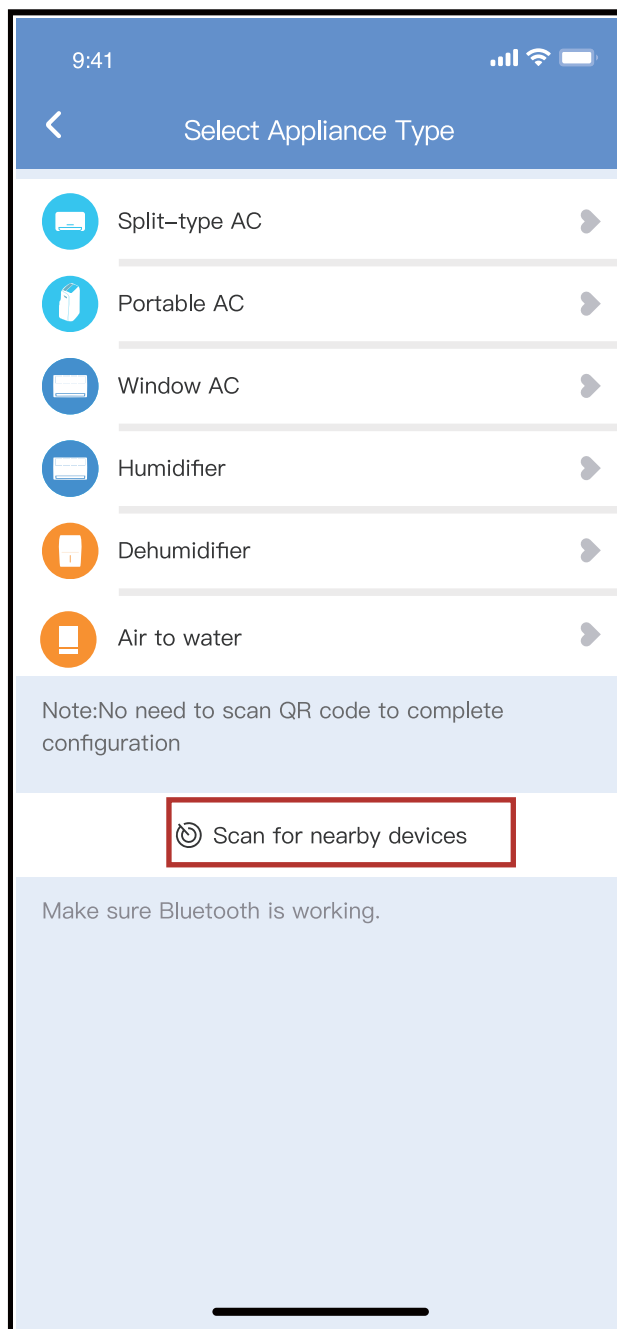 9:41
Select Appliance Type
Split-type AC
Portable AC
Window AC
Humidifier
Dehumidifier
Air to water
Note:No need to scan QR code to complete
configuration
Scan for nearby devices
Make sure Bluetooth is working.